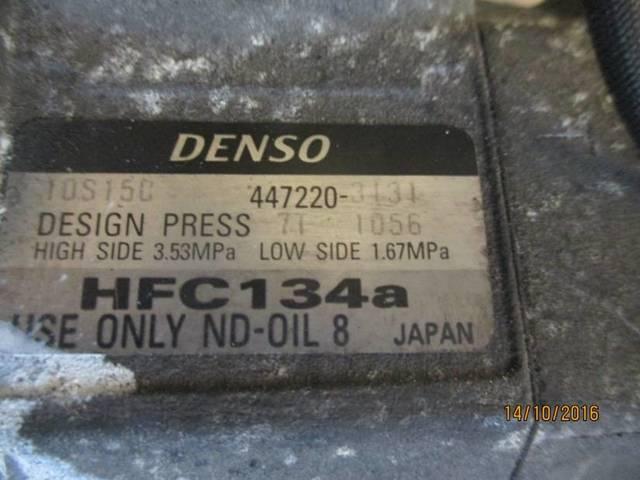 DENSO
10S15C 447220-3131
DESIGN PRESS 71 1056
HIGH SIDE 3.53MPa LOW SIDE 1.67MPa
HFC134a
USE ONLY ND-OIL 8 JAPAN
14/10/2016